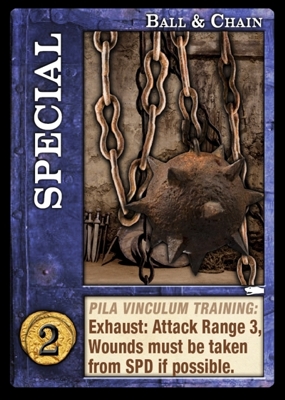 BALL & CHAIN
SPECIAL
2
PILA VINCULUM TRAINING:
Exhaust: Attack Range 3,
Wounds must be taken
from SPD if possible.